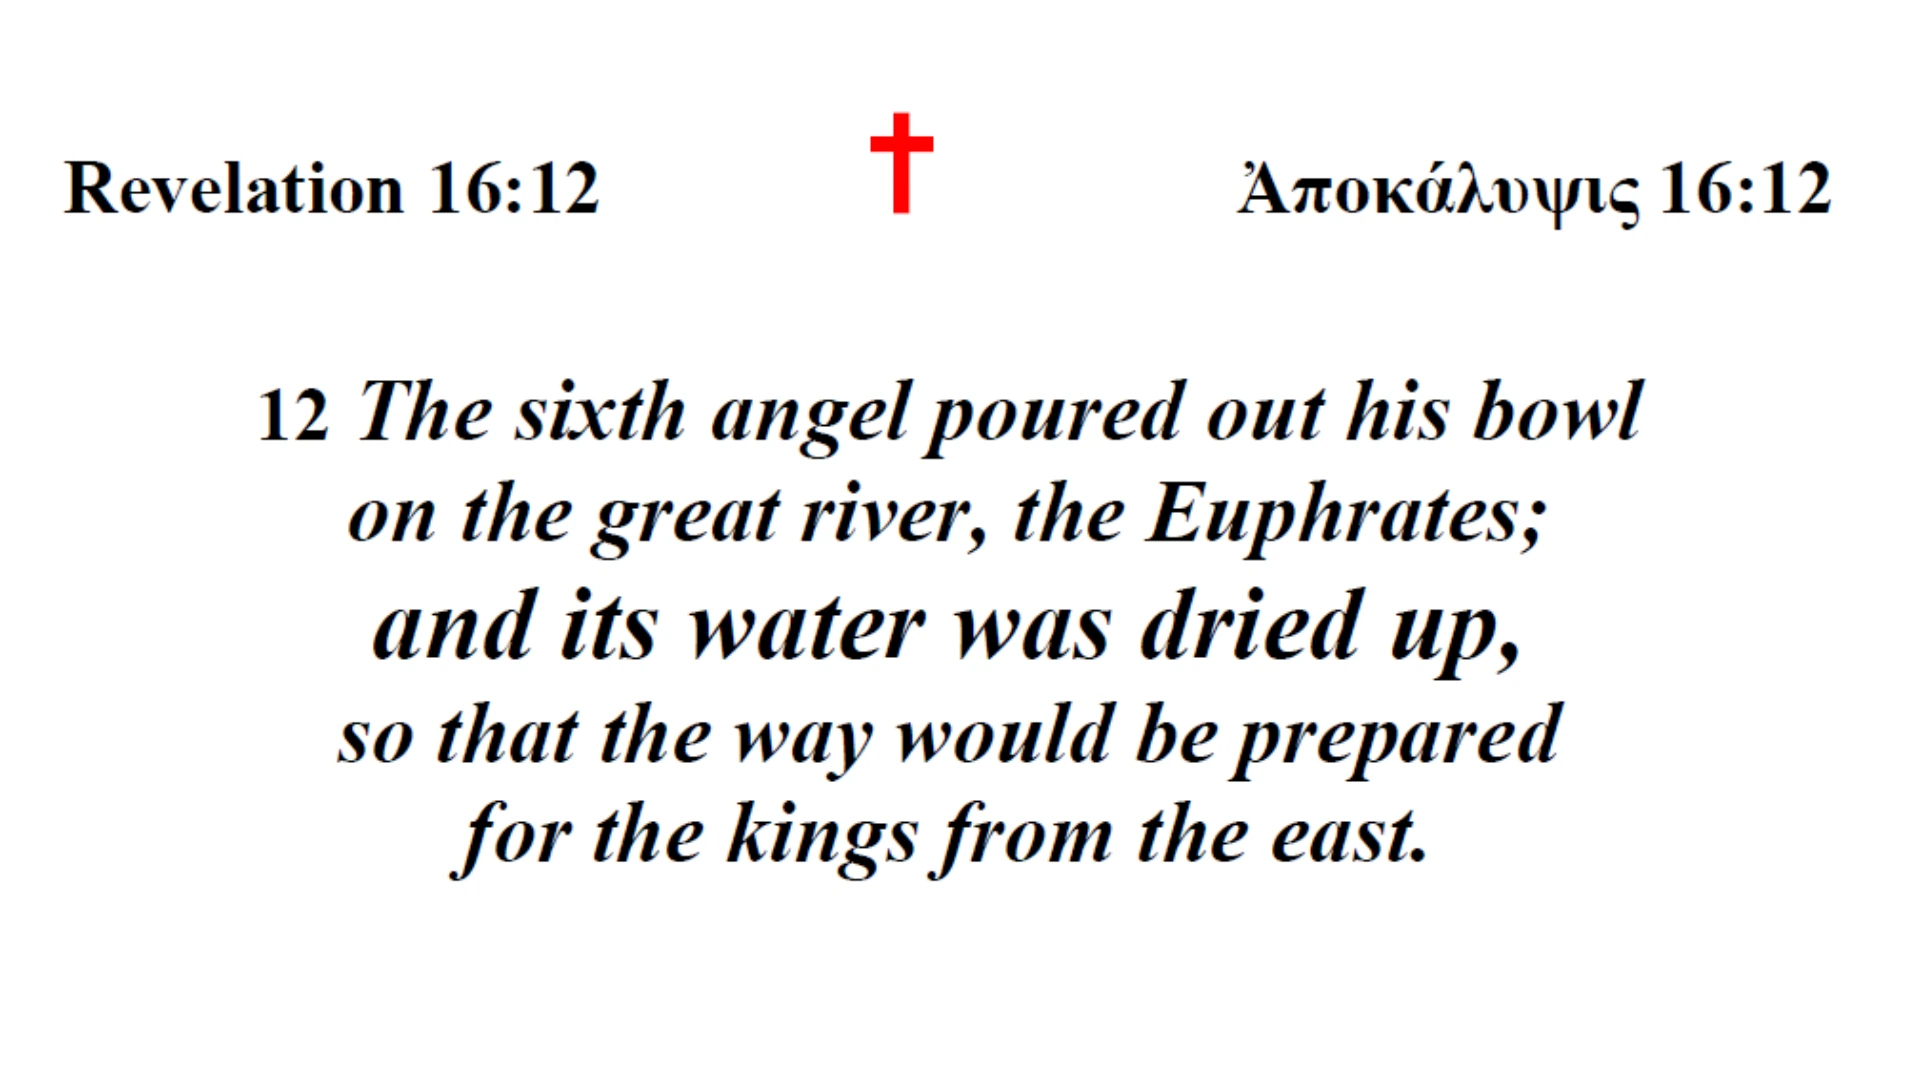 Revelation 16:12
Ἀποκάλυψις 16:12
12 The sixth angel poured out his bowl
on the great river, the Euphrates;
and its water was dried up,
so that the way would be prepared
for the kings from the east.